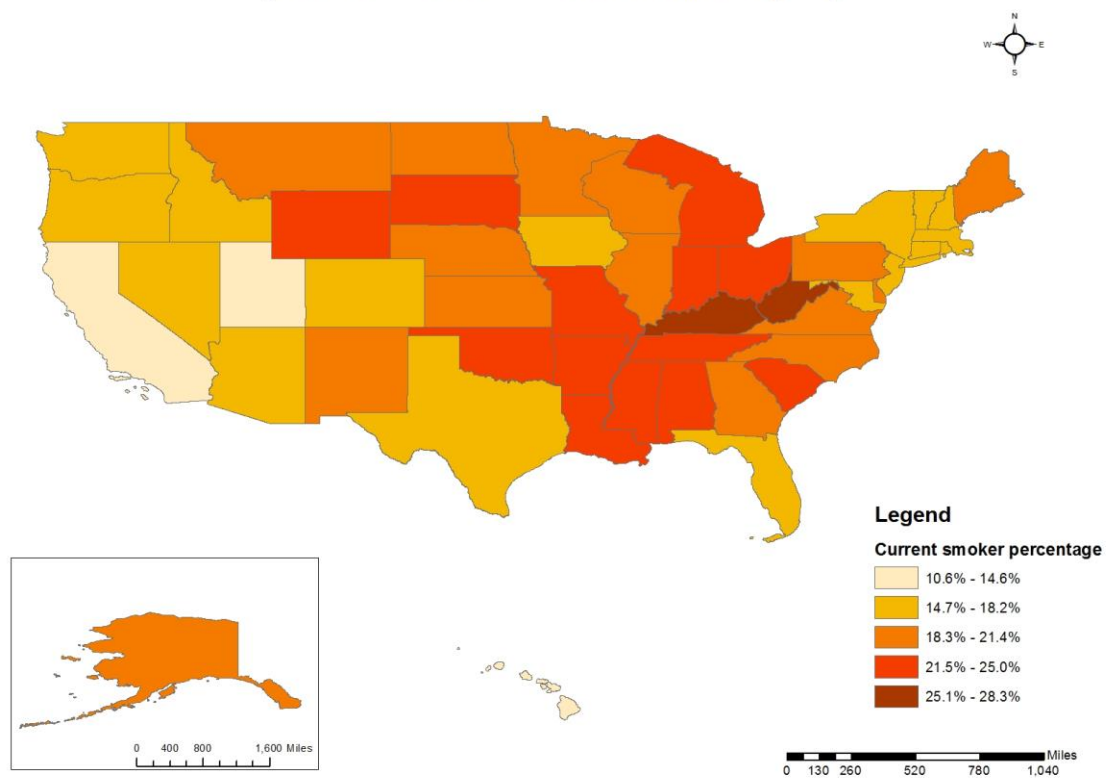 N
W E
S
Legend
Current smoker percentage
10.6% - 14.6%
14.7% - 18.2%
18.3% - 21.4%
21.5% - 25.0%
25.1% - 28.3%
0 400 800 1,600 Miles
Miles
0 130 260 520 780 1,040